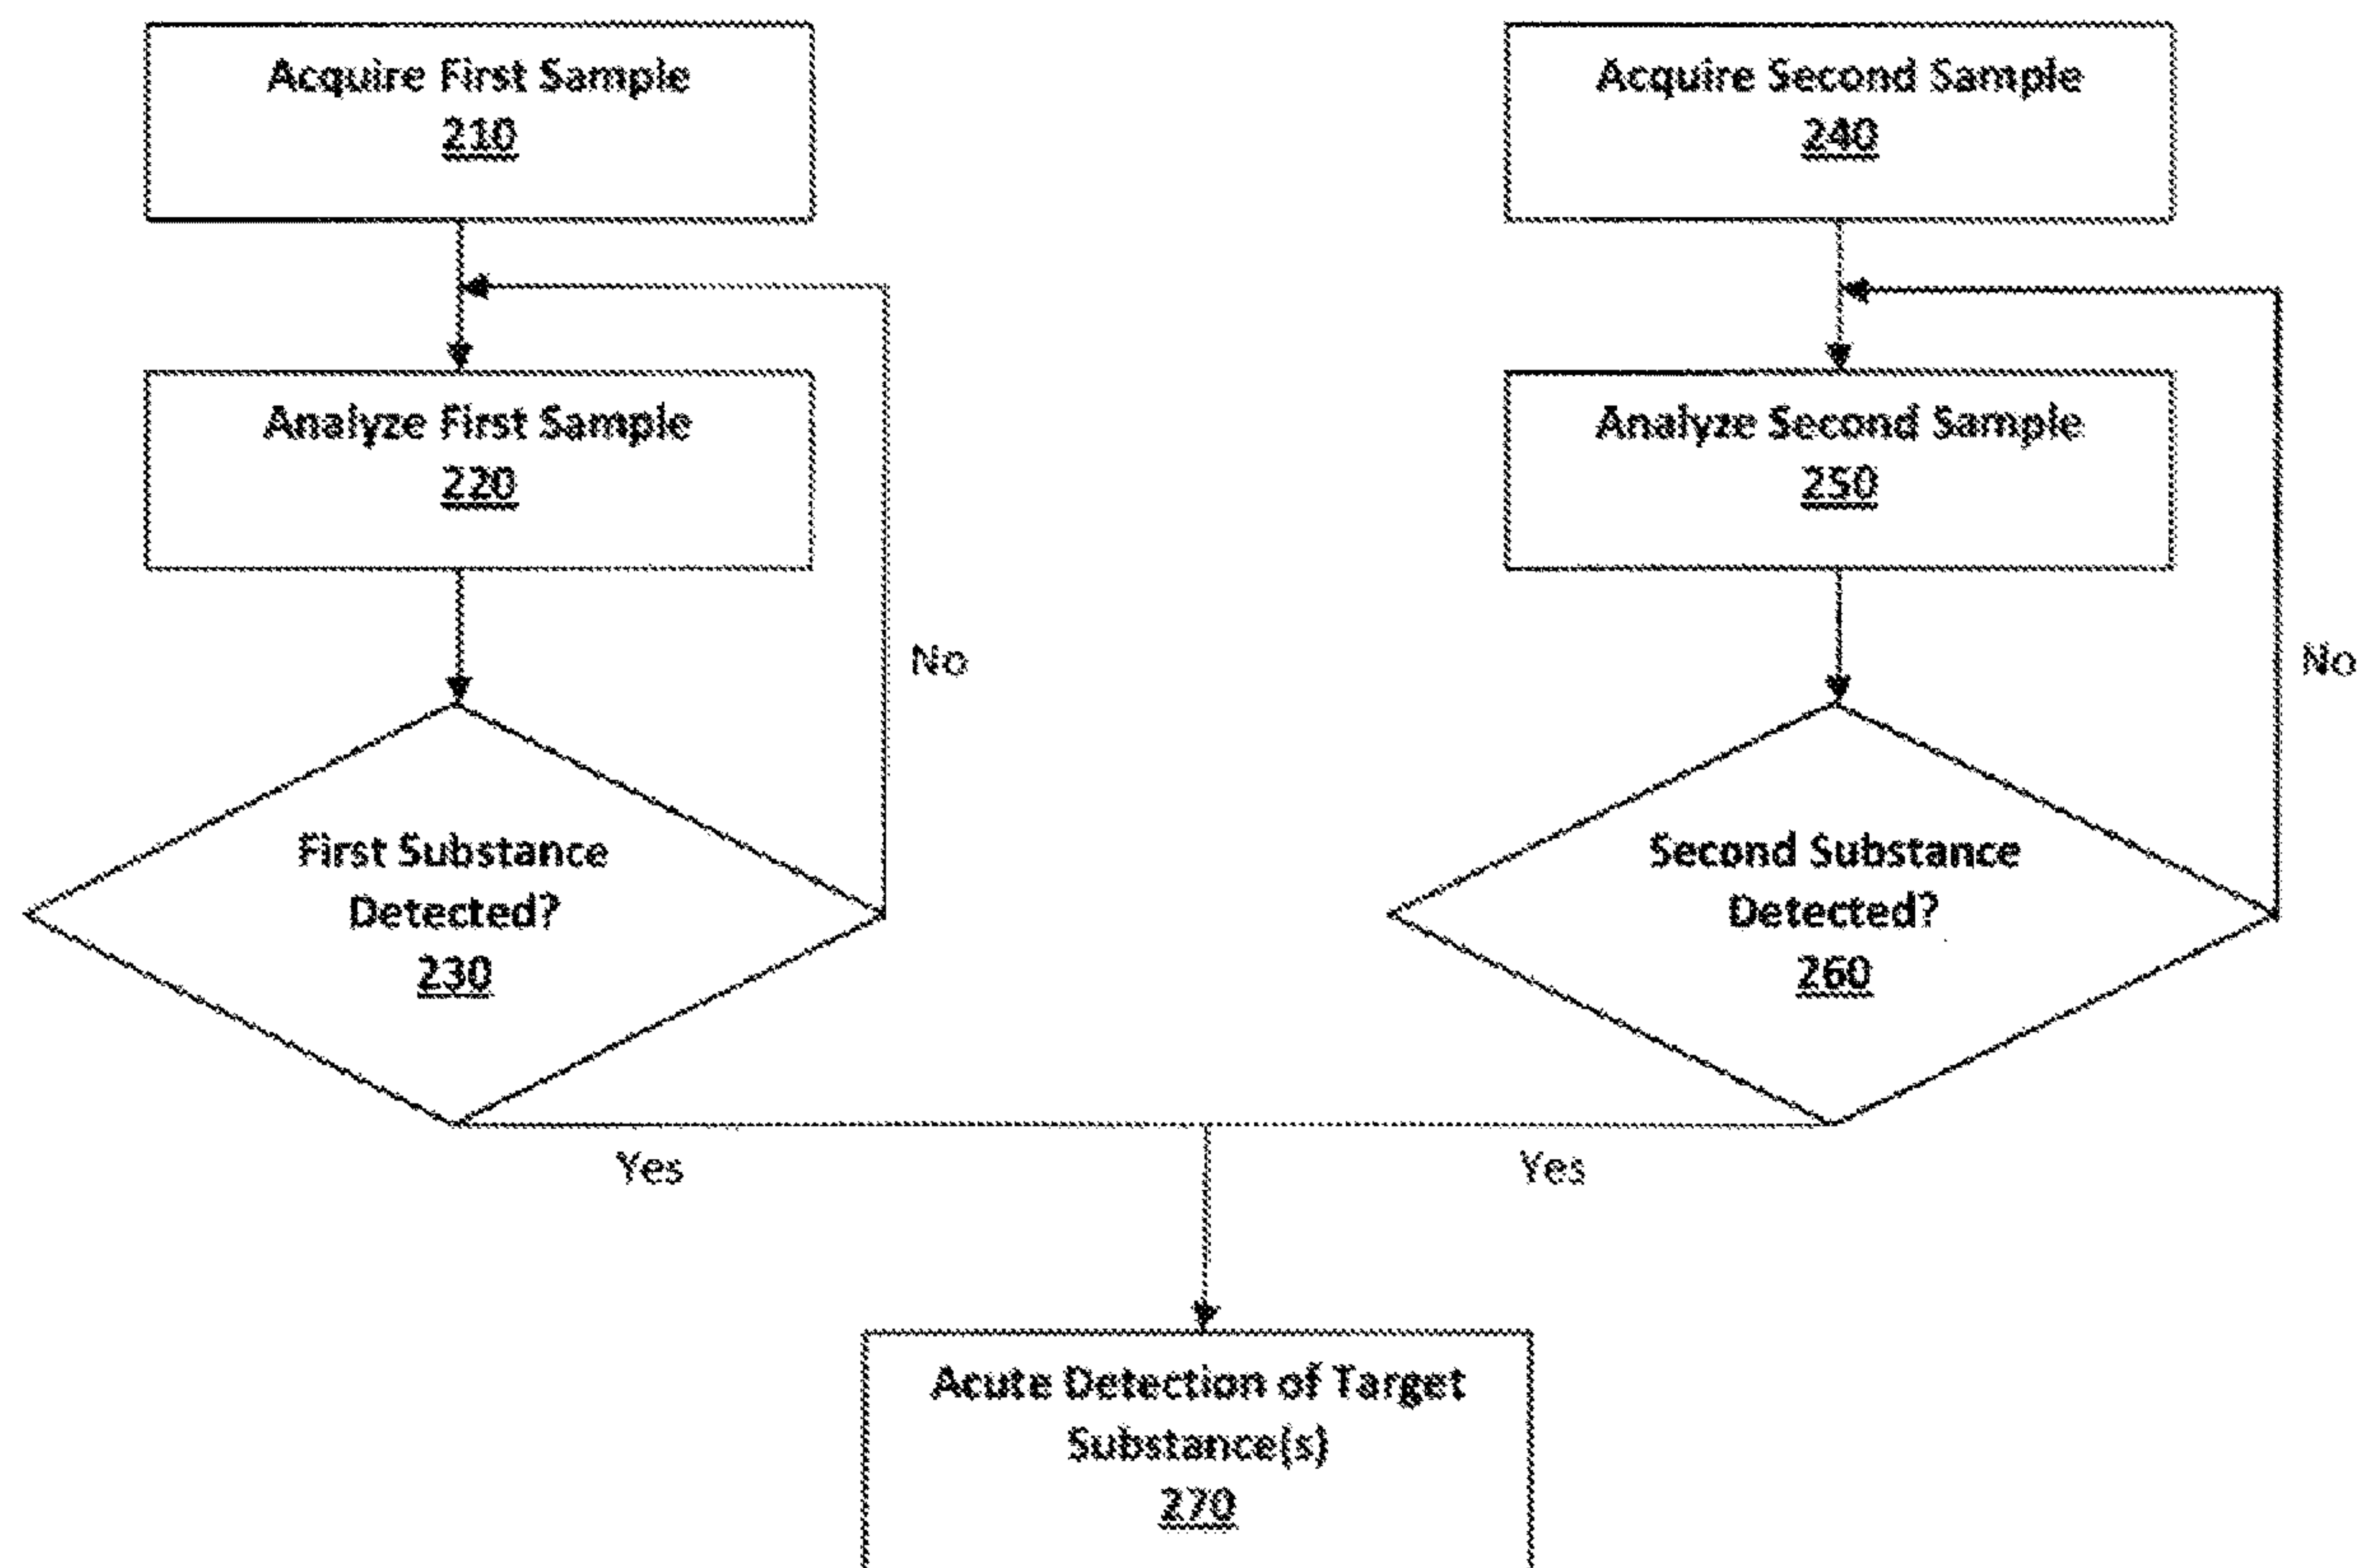 Acquire First Sample
210
Acquire Second Sample
240
Analyze First Sample
220
Analyze Second Sample
250
No
No
First Substance
Detected?
230
Second Substance
Detected?
260
Yes
Yes
Acute Detection of Target
Substance(s)
270